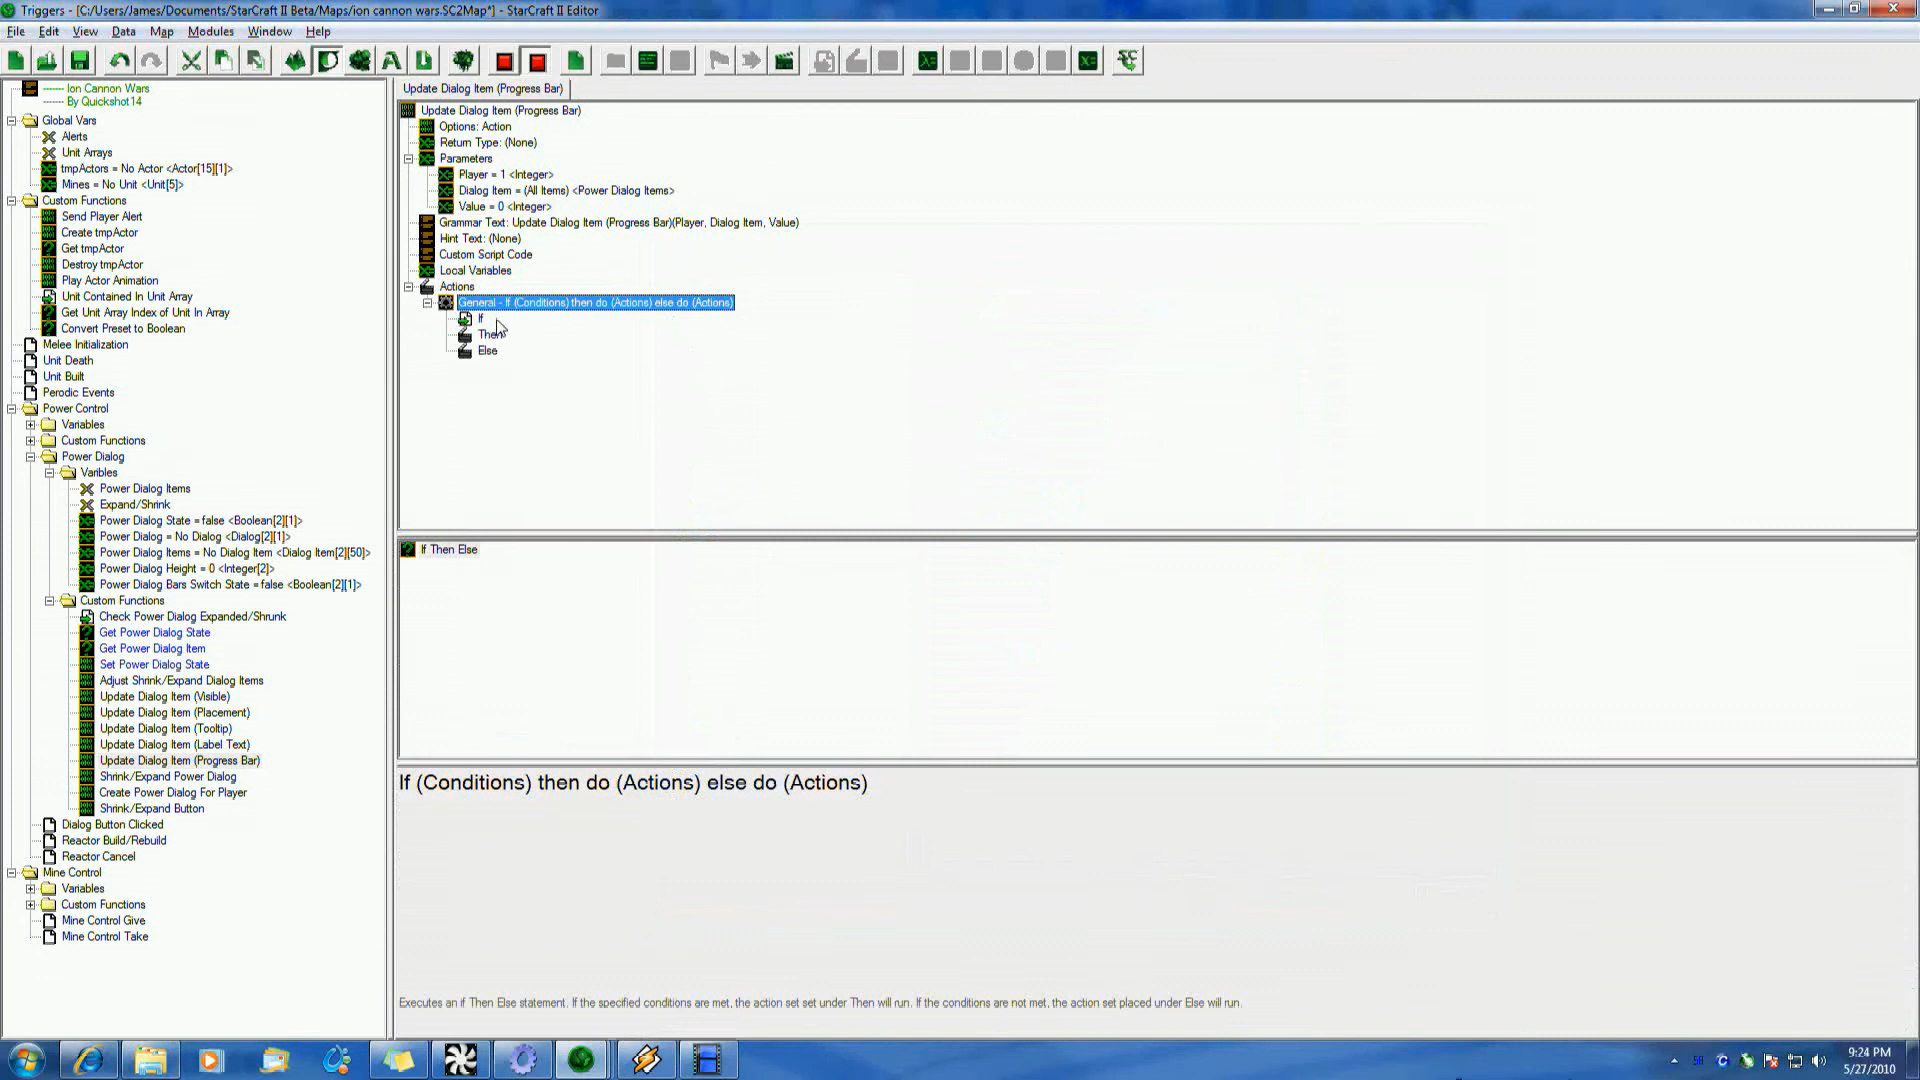 Triggers - [C:/Users/James/Documents/StarCraft II Beta/Maps/ion cannon wars.SC2Map*] - StarCraft II Editor
File Edit View Data Map Modules Window Help
------ Ion Cannon Wars
------ By Quickshot14
Global Vars
Alerts
Unit Arrays
tmpActors = No Actor <Actor[15][1]>
Mines = No Unit <Unit[5]>
Custom Functions
Send Player Alert
Create tmpActor
Get tmpActor
Destroy tmpActor
Play Actor Animation
Unit Contained In Unit Array
Get Unit Array Index of Unit In Array
Convert Preset to Boolean
Melee Initialization
Unit Death
Unit Built
Perodic Events
Power Control
Variables
Custom Functions
Power Dialog
Varibles
Power Dialog Items
Expand/Shrink
Power Dialog State = false <Boolean[2][1]>
Power Dialog = No Dialog <Dialog[2][1]>
Power Dialog Items = No Dialog Item <Dialog Item[2][50]>
Power Dialog Height = 0 <Integer[2]>
Power Dialog Bars Switch State = false <Boolean[2][1]>
Custom Functions
Check Power Dialog Expanded/Shrunk
Get Power Dialog State
Get Power Dialog Item
Set Power Dialog State
Adjust Shrink/Expand Dialog Items
Update Dialog Item (Visible)
Update Dialog Item (Placement)
Update Dialog Item (Tooltip)
Update Dialog Item (Label Text)
Update Dialog Item (Progress Bar)
Shrink/Expand Power Dialog
Create Power Dialog For Player
Shrink/Expand Button
Dialog Button Clicked
Reactor Build/Rebuild
Reactor Cancel
Mine Control
Variables
Custom Functions
Mine Control Give
Mine Control Take
Update Dialog Item (Progress Bar)
Update Dialog Item (Progress Bar)
Options: Action
Return Type: (None)
Parameters
Player = 1 <Integer>
Dialog Item = (All Items) <Power Dialog Items>
Value = 0 <Integer>
Grammar Text: Update Dialog Item (Progress Bar)(Player, Dialog Item, Value)
Hint Text: (None)
Custom Script Code
Local Variables
Actions
General - If (Conditions) then do (Actions) else do (Actions)
If
Then
Else
If Then Else
If (Conditions) then do (Actions) else do (Actions)
Executes an if Then Else statement. If the specified conditions are met, the action set set under Then will run. If the conditions are not met, the action set placed under Else will run.
9:24 PM
5/27/2010